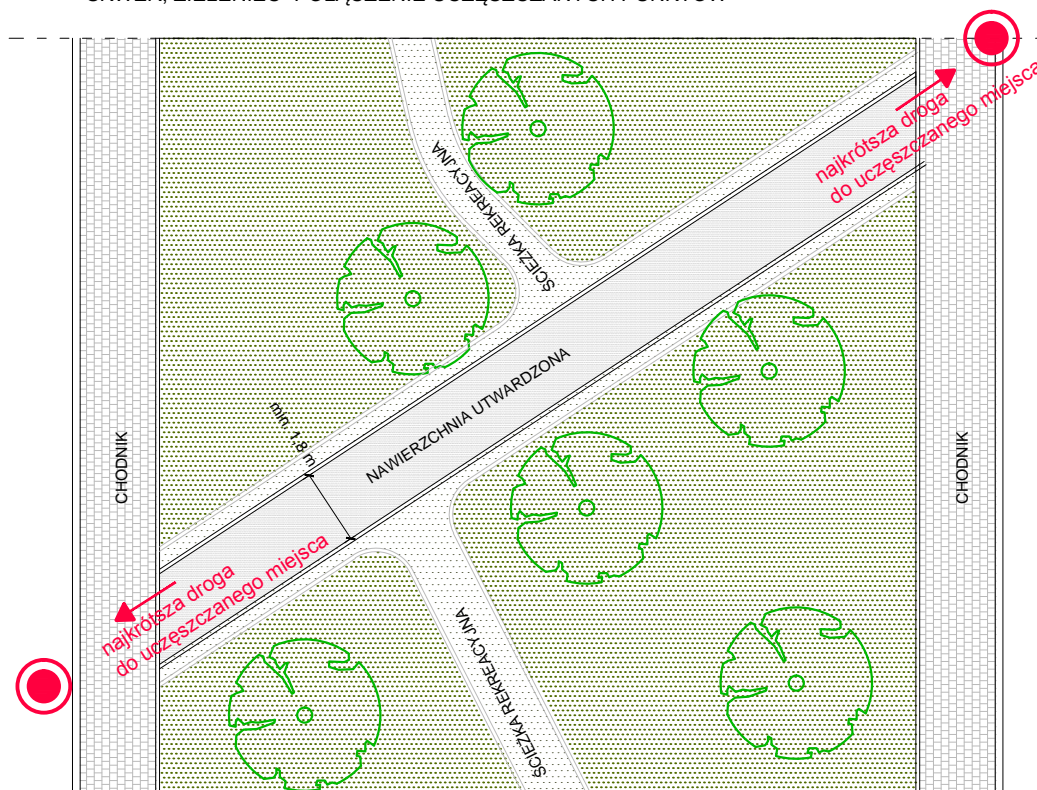 najkrótsza droga
do uczęszczanego miejsca
ŚCIEŻKA REKREACYJNA
NAWIERZCHNIA UTWARDZONA
min. 1.8 m
CHODNIK
CHODNIK
najkrótsza droga
do uczęszczanego miejsca
ŚCIEŻKA REKREACYJNA